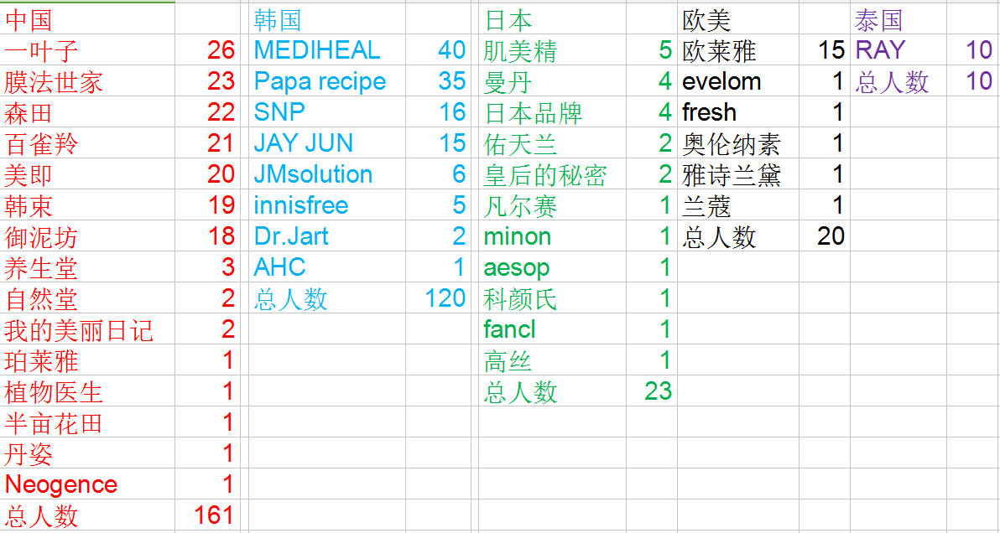 中国 韩国 日本 欧美 泰国
一叶子 26 MEDIHEAL 40 肌美精 5 欧莱雅 15 RAY 10
膜法世家 23 Papa recipe 35 曼丹 4 evelom 1 总人数 10
森田 22 SNP 16 日本品牌 4 fresh 1
百雀羚 21 JAY JUN 15 佑天兰 2 奥伦纳素 1
美即 20 JMsolution 6 皇后的秘密 2 雅诗兰黛 1
韩束 19 innisfree 5 凡尔赛 1 兰蔻 1
御泥坊 18 Dr.Jart 2 minon 1 总人数 20
养生堂 3 AHC 1 aesop 1
自然堂 2 总人数 120 科颜氏 1
我的美丽日记 2 fancl 1
珀莱雅 1 高丝 1
植物医生 1 总人数 23
半亩花田 1
丹姿 1
Neogence 1
总人数 161